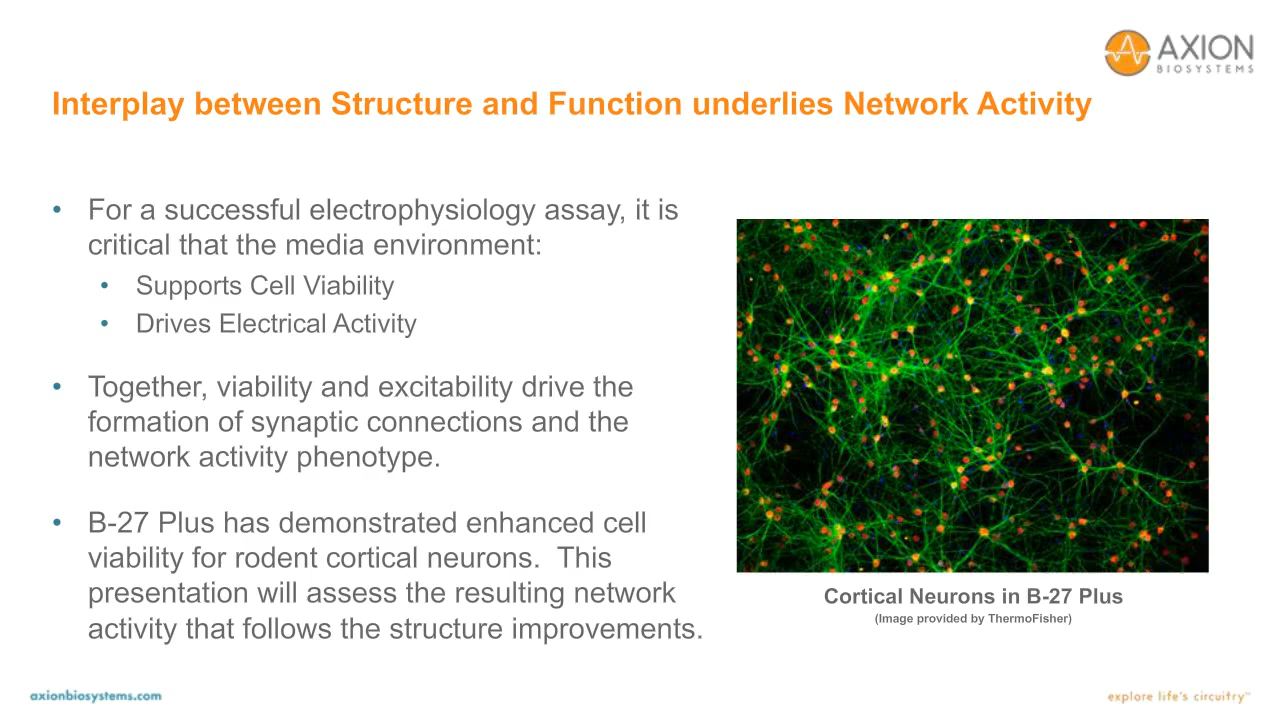 AXION
BIOSYSTEMS
Interplay between Structure and Function underlies Network Activity
• For a successful electrophysiology assay, it is
critical that the media environment:
• Supports Cell Viability
• Drives Electrical Activity
• Together, viability and excitability drive the
formation of synaptic connections and the
network activity phenotype.
• B-27 Plus has demonstrated enhanced cell
viability for rodent cortical neurons.  This
presentation will assess the resulting network
activity that follows the structure improvements.
Cortical Neurons in B-27 Plus
(Image provided by ThermoFisher)
axionbiosystems.com
explore life's circuitry™